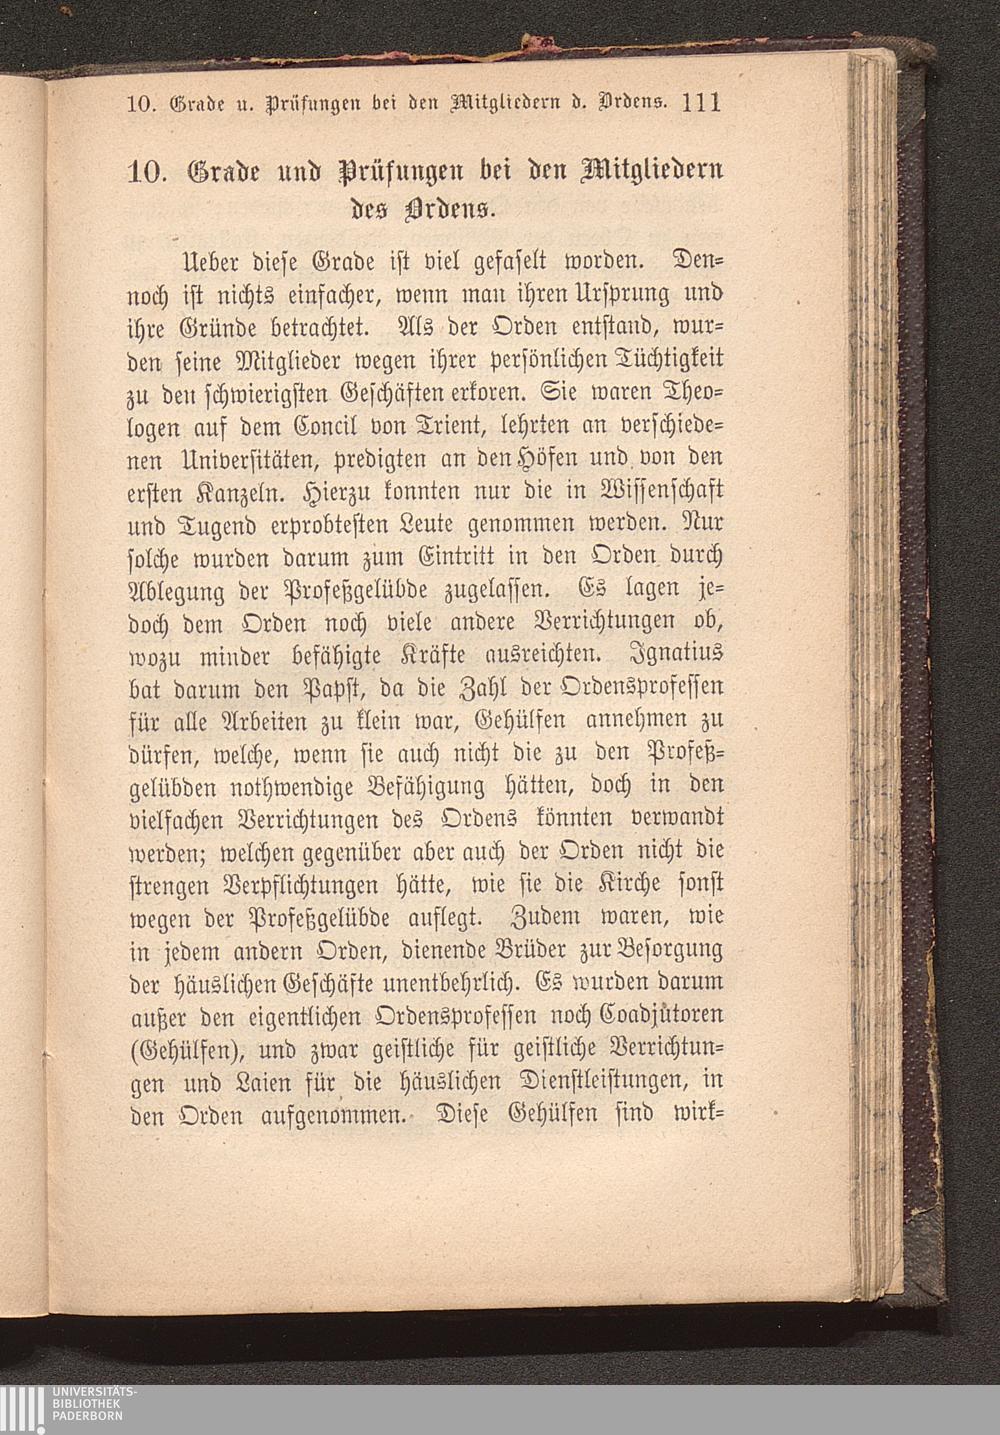 10. Grade u. Prüfungen bei den Mitgliedern d. Ordens. 111
10. Grade und Prüfungen bei den Mitgliedern
des Ordens.
Ueber diese Grade ist viel gefaselt worden. Den-
noch ist nichts einfacher, wenn man ihren Ursprung und
ihre Gründe betrachtet. Als der Orden entstand, wur-
den seine Mitglieder wegen ihrer persönlichen Tüchtigkeit
zu den schwierigsten Geschäften erkoren. Sie waren Theo-
logen auf dem Concil von Trient, lehrten an verschiede-
nen Universitäten, predigten an den Höfen und von den
ersten Kanzeln. Hierzu konnten nur die in Wissenschaft
und Tugend erprobtesten Leute genommen werden. Nur
solche wurden darum zum Eintritt in den Orden durch
Ablegung der Profeßgelübde zugelassen. Es lagen je-
doch dem Orden noch viele andere Verrichtungen ob,
wozu minder befähigte Kräfte ausreichten. Ignatius
bat darum den Papst, da die Zahl der Ordensprofessen
für alle Arbeiten zu klein war, Gehülfen annehmen zu
dürfen, welche, wenn sie auch nicht die zu den Profeß-
gelübden nothwendige Befähigung hätten, doch in den
vielfachen Verrichtungen des Ordens könnten verwandt
werden; welchen gegenüber aber auch der Orden nicht die
strengen Verpflichtungen hätte, wie sie die Kirche sonst
wegen der Profeßgelübde auflegt. Zudem waren, wie
in jedem andern Orden, dienende Brüder zur Besorgung
der häuslichen Geschäfte unentbehrlich. Es wurden darum
außer den eigentlichen Ordensprofessen noch Coadjutoren
(Gehülfen), und zwar geistliche für geistliche Verrichtun-
gen und Laien für die häuslichen Dienstleistungen, in
den Orden aufgenommen. Diese Gehülfen sind wirk-
UNIVERSITÄTS-
BIBLIOTHEK
PADERBORN